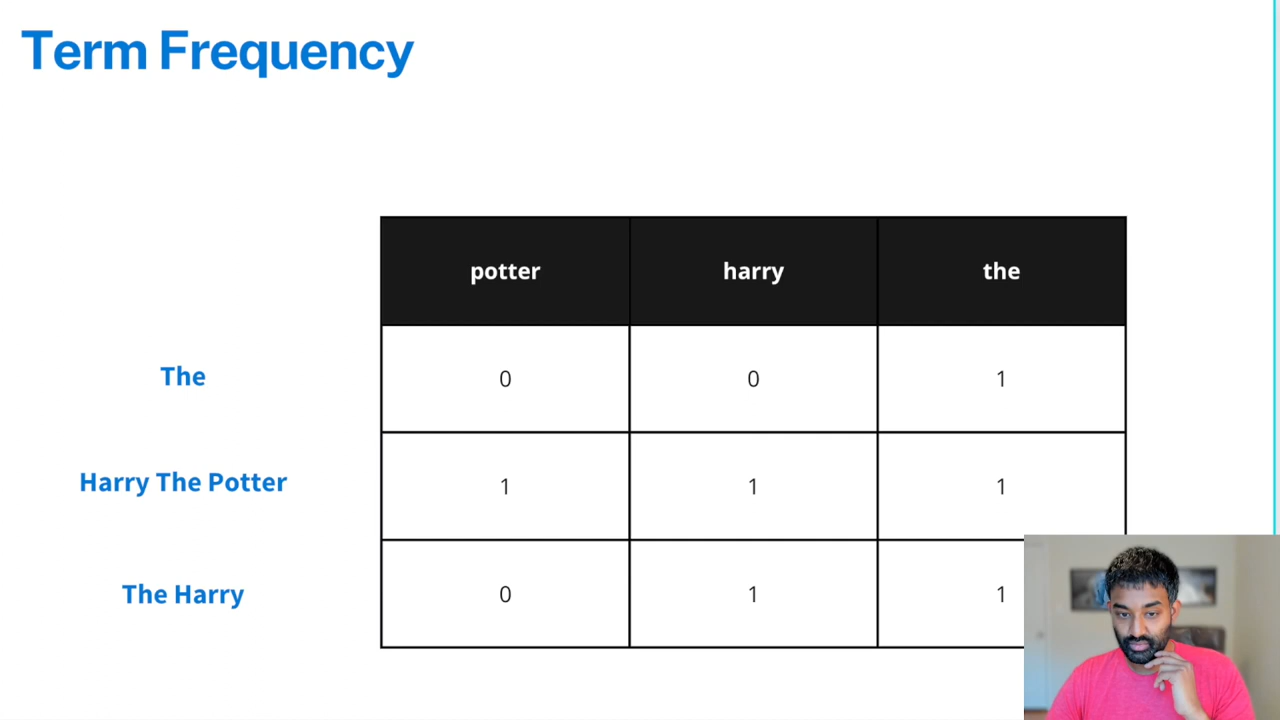 Term Frequency
potter harry the
The 0 0 1
Harry The Potter 1 1 1
The Harry 0 1 1